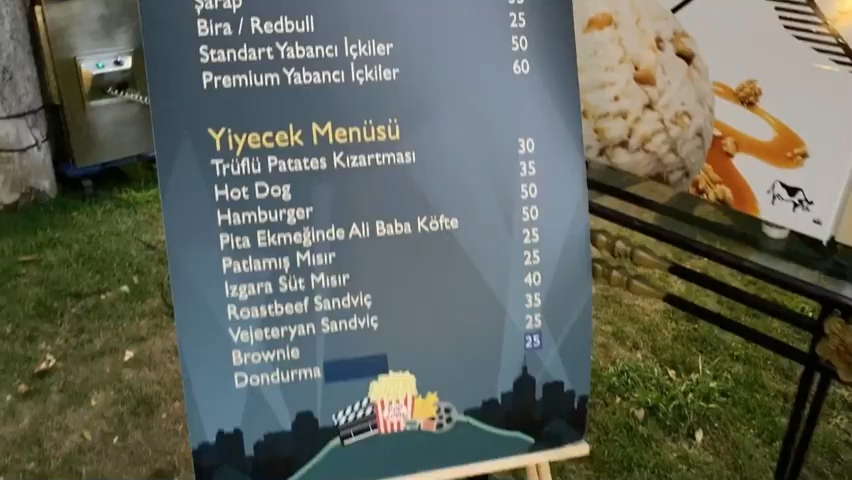 Şarap 35
Bira / Redbull 25
Standart Yabancı İçkiler 50
Premium Yabancı İçkiler 60
Yiyecek Menüsü
Trüflü Patates Kızartması 30
Hot Dog 35
Hamburger 50
Pita Ekmeğinde Ali Baba Köfte 50
Patlamış Mısır 25
Izgara Süt Mısır 25
Roastbeef Sandviç 40
Vejeteryan Sandviç 35
Brownie 25
Dondurma 25